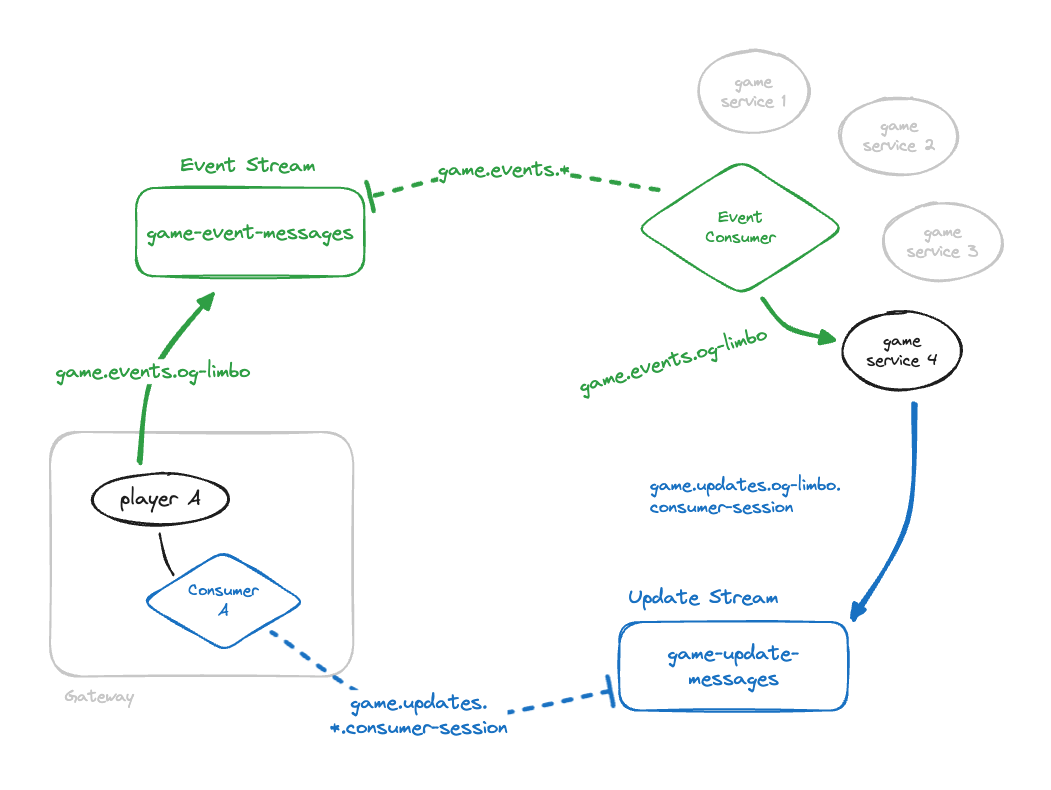 game
service 1
game
service 2
Event Stream
game.events.*
game-event-messages
Event
Consumer
game
service 3
game.events.og-limbo
game
service 4
game.events.og-limbo
player A
game.updates.og-limbo.
consumer-session
Consumer
A
Update Stream
game-update-
messages
Gateway
game.updates.
*.consumer-session